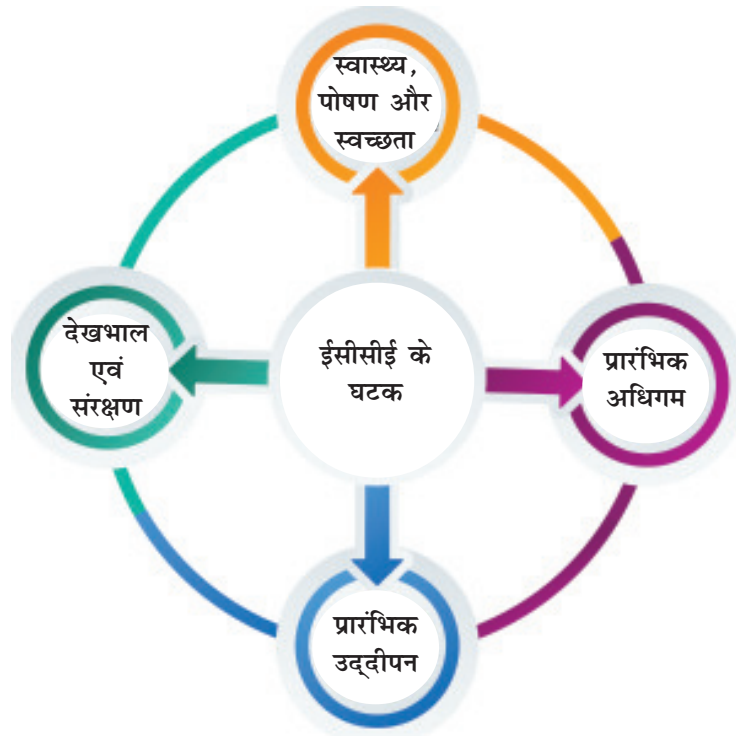 स्वास्थ्य,
पोषण और
स्वच्छता
देखभाल
एवं
संरक्षण
ईसीसीई के
घटक
प्रारंभिक
अधिगम
प्रारंभिक
उद्‌दीपन